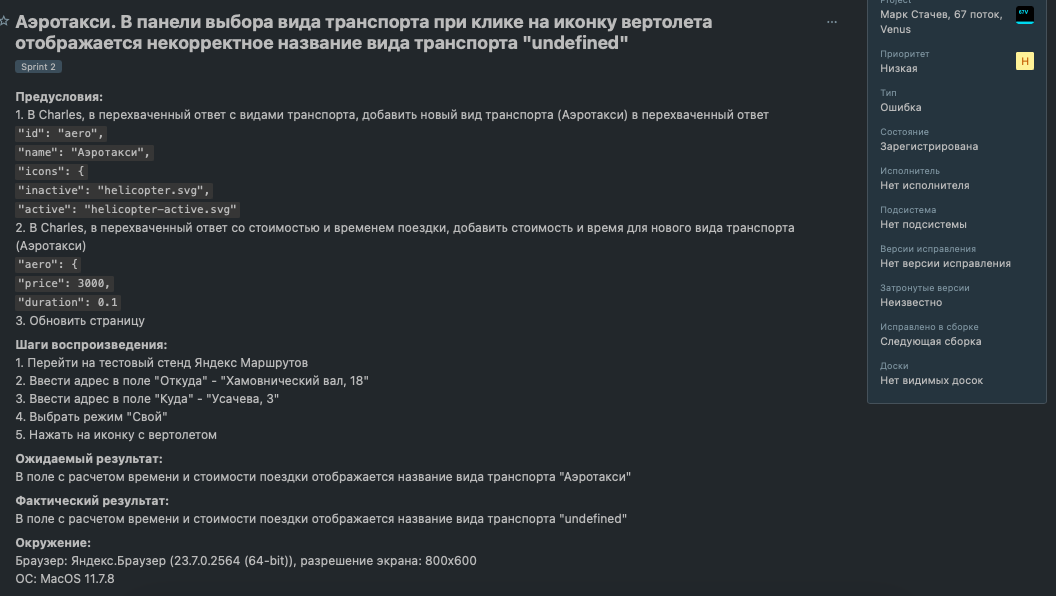 Аэротакси. В панели выбора вида транспорта при клике на иконку вертолета
отображается некорректное название вида транспорта "undefined"
...
Sprint 2
Предусловия:
1. В Charles, в перехваченный ответ с видами транспорта, добавить новый вид транспорта (Аэротакси) в перехваченный ответ
"id": "aero",
"name": "Аэротакси",
"icons": {
"inactive": "helicopter.svg",
"active": "helicopter-active.svg"
2. В Charles, в перехваченный ответ со стоимостью и временем поездки, добавить стоимость и время для нового вида транспорта
(Аэротакси)
"aero": {
"price": 3000,
"duration": 0.1
3. Обновить страницу
Шаги воспроизведения:
1. Перейти на тестовый стенд Яндекс Маршрутов
2. Ввести адрес в поле "Откуда" - "Хамовнический вал, 18"
3. Ввести адрес в поле "Куда" - "Усачева, 3"
4. Выбрать режим "Свой"
5. Нажать на иконку с вертолетом
Ожидаемый результат:
В поле с расчетом времени и стоимости поездки отображается название вида транспорта "Аэротакси"
Фактический результат:
В поле с расчетом времени и стоимости поездки отображается название вида транспорта "undefined"
Окружение:
Браузер: Яндекс.Браузер (23.7.0.2564 (64-bit)), разрешение экрана: 800x600
ОС: MacOS 11.7.8
Project
Марк Стачев, 67 поток,
Venus
67V
Приоритет
Низкая
Н
Тип
Ошибка
Состояние
Зарегистрирована
Исполнитель
Нет исполнителя
Подсистема
Нет подсистемы
Версии исправления
Нет версии исправления
Затронутые версии
Неизвестно
Исправлено в сборке
Следующая сборка
Доски
Нет видимых досок